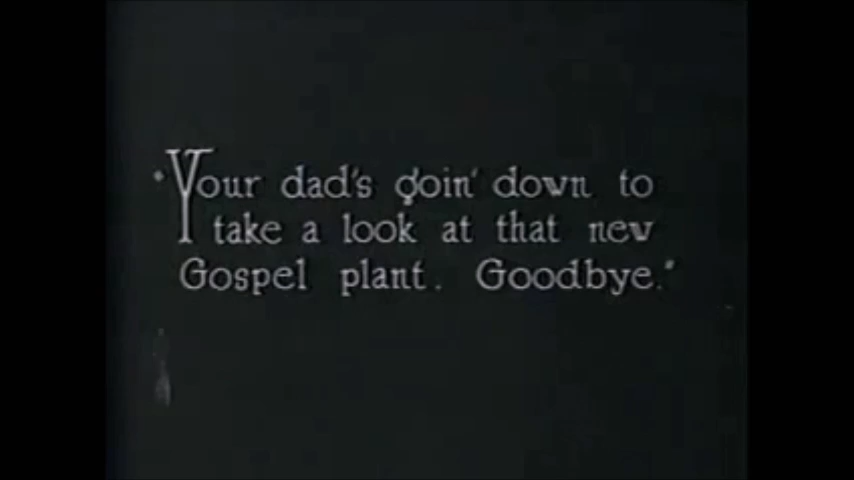 "Your dad's goin' down to
take a look at that new
Gospel plant. Goodbye."